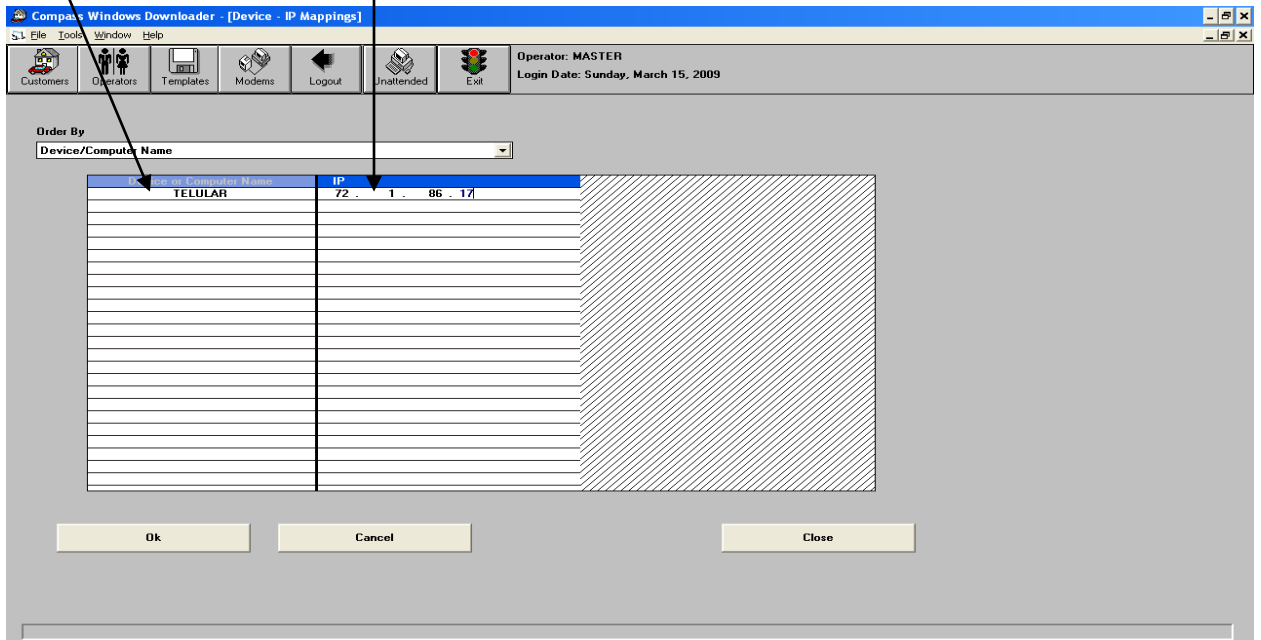 Compass Windows Downloader - [Device - IP Mappings]
File Tools Window Help
Customers Operators Templates Modems Logout Unattended Exit
Operator: MASTER
Login Date: Sunday, March 15, 2009
Order By
Device/Computer Name
Device or Computer Name IP
TELULAR 72 . 1 . 86 . 17
Ok Cancel Close